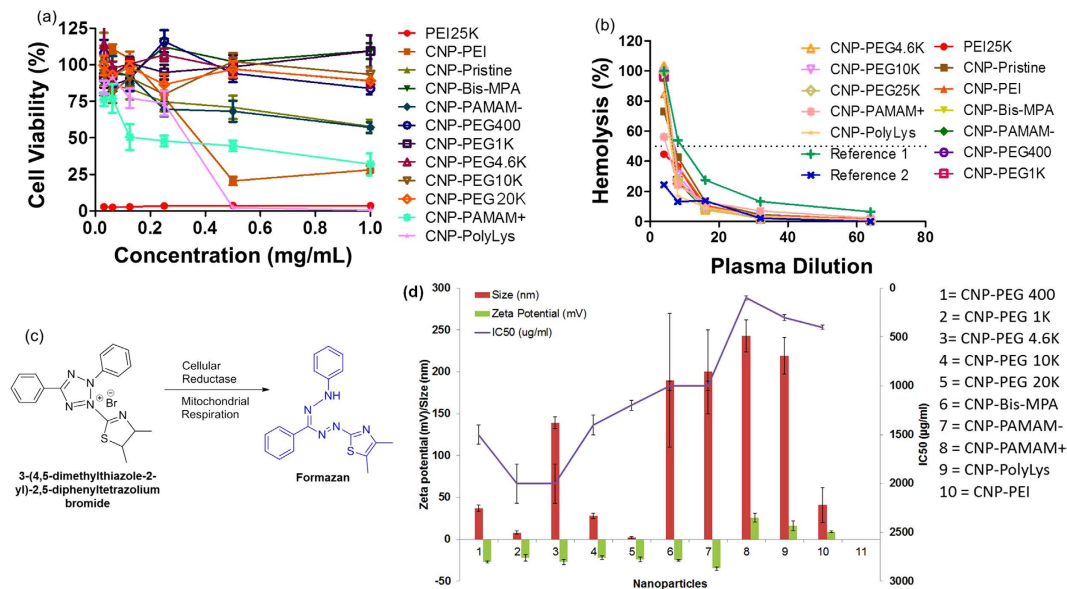 (a)
125
100
75
50
25
0
0.0
0.2
0.4
0.6
0.8
1.0
Cell Viability (%)
Concentration (mg/mL)
PEI25K
CNP-PEI
CNP-Pristine
CNP-Bis-MPA
CNP-PAMAM-
CNP-PEG400
CNP-PEG1K
CNP-PEG4.6K
CNP-PEG10K
CNP-PEG20K
CNP-PAMAM+
CNP-PolyLys
(b)
120
100
80
60
40
20
0
0
20
40
60
80
Hemolysis (%)
Plasma Dilution
CNP-PEG4.6K
CNP-PEG10K
CNP-PEG25K
CNP-PAMAM+
CNP-PolyLys
Reference 1
Reference 2
PEI25K
CNP-Pristine
CNP-PEI
CNP-Bis-MPA
CNP-PAMAM-
CNP-PEG400
CNP-PEG1K
(c)
N
N
N
N
+
Br
⊖
N
S
Cellular
Reductase
Mitochondrial
Respiration
NH
N
N
N
N
S
3-(4,5-dimethylthiazole-2-
yl)-2,5-diphenyltetrazolium
bromide
Formazan
(d)
300
250
200
150
100
50
0
-50
Zeta potential (mV)/Size (nm)
Size (nm)
Zeta Potential (mV)
IC50 (ug/ml)
1
2
3
4
5
6
7
8
9
10
11
Nanoparticles
0
500
1000
1500
2000
2500
3000
IC50 (µg/ml)
1= CNP-PEG 400
2 = CNP-PEG 1K
3= CNP-PEG 4.6K
4 = CNP-PEG 10K
5 = CNP-PEG 20K
6 = CNP-Bis-MPA
7 = CNP-PAMAM-
8 = CNP-PAMAM+
9 = CNP-PolyLys
10 = CNP-PEI